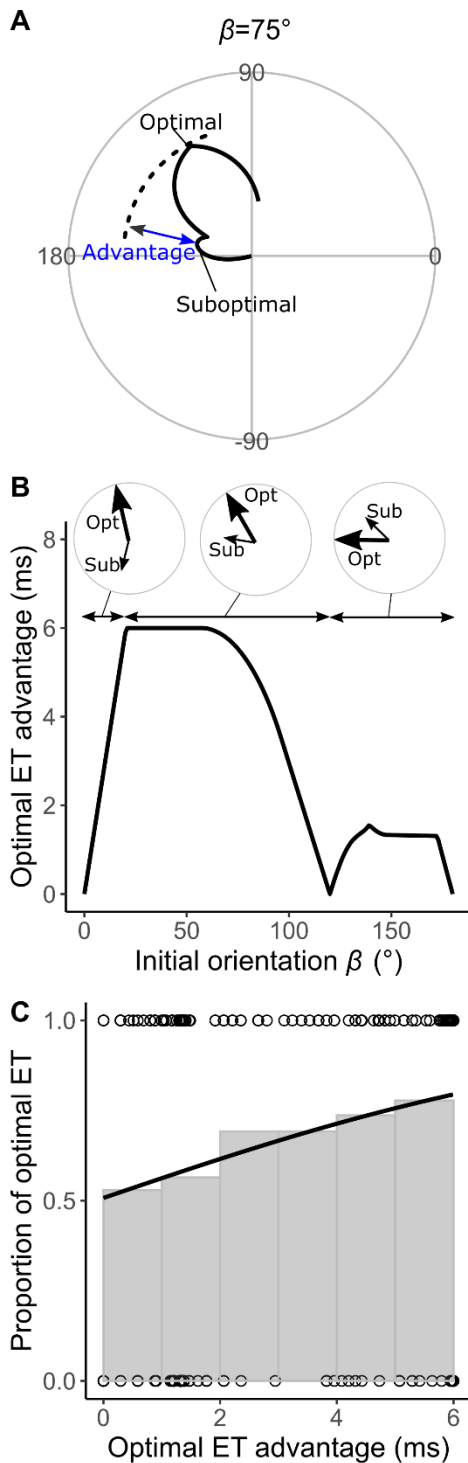 A
β=75°
90
Optimal
180
0
Advantage
Suboptimal
-90
B
Opt
Sub
Opt
Sub
Sub
Opt
Optimal ET advantage (ms)
8
6
4
2
0
0
50
100
150
Initial orientation β (°)
C
Proportion of optimal ET
1.0
0.5
0.0
0
2
4
6
Optimal ET advantage (ms)